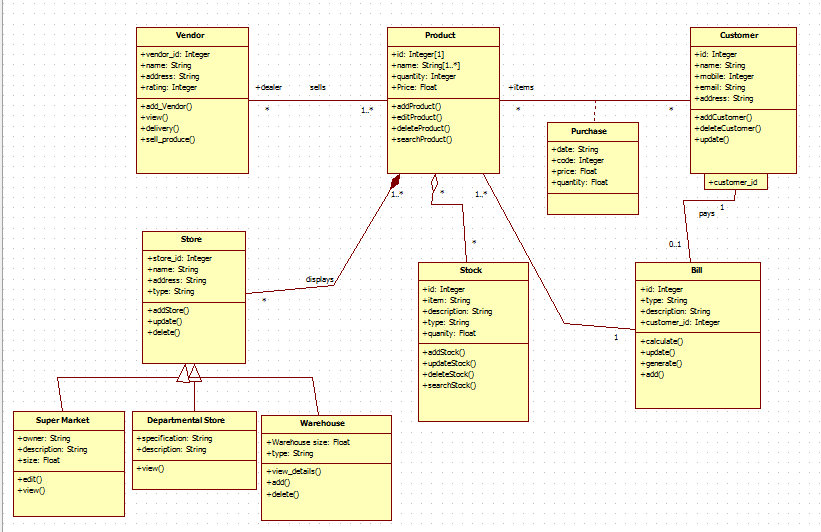 Vendor
+vendor_id: Integer
+name: String
+address: String
+rating: Integer
+add_Vendor()
+view()
+delivery()
+sell_produce()
+dealer
sells
*
1..*
Product
+id: Integer[1]
+name: String[1..*]
+quantity: Integer
+Price: Float
+addProduct()
+editProduct()
+deleteProduct()
+searchProduct()
+items
*
*
Customer
+id: Integer
+name: String
+mobile: Integer
+email: String
+address: String
+addCustomer()
+deleteCustomer()
+update()
+customer_id
Purchase
+date: String
+code: Integer
+price: Float
+quantity: Float
1..*
*
1..*
1
pays
0..1
Store
+store_id: Integer
+name: String
+address: String
+type: String
+addStore()
+update()
+delete()
displays
*
*
Stock
+id: Integer
+item: String
+description: String
+type: String
+quanity: Float
+addStock()
+updateStock()
+deleteStock()
+searchStock()
1
Bill
+id: Integer
+type: String
+description: String
+customer_id: Integer
+calculate()
+update()
+generate()
+add()
Super Market
+owner: String
+description: String
+size: Float
+edit()
+view()
Departmental Store
+specification: String
+description: String
+view()
Warehouse
+Warehouse size: Float
+type: String
+view_details()
+add()
+delete()